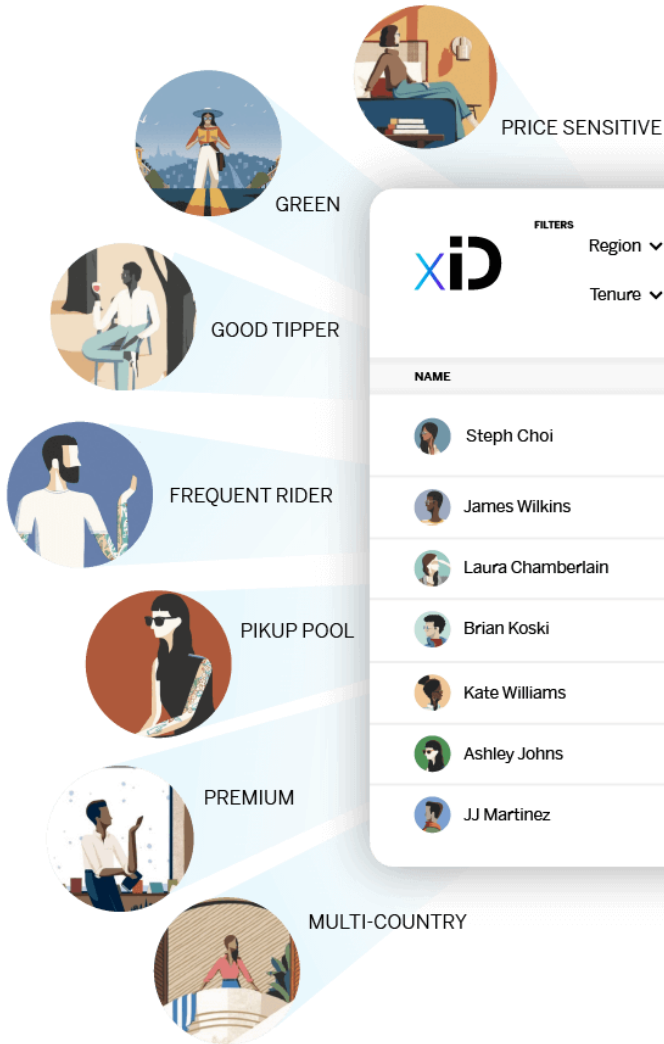 PRICE SENSITIVE
GREEN
GOOD TIPPER
FREQUENT RIDER
PIKUP POOL
PREMIUM
MULTI-COUNTRY
xiD
FILTERS
Region
Tenure
NAME
Steph Choi
James Wilkins
Laura Chamberlain
Brian Koski
Kate Williams
Ashley Johns
JJ Martinez